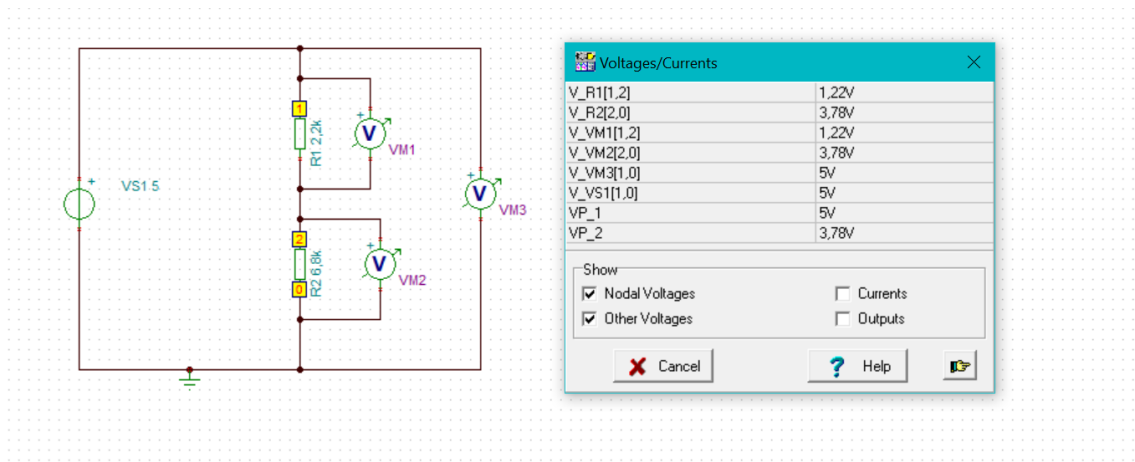 VS1 5
+
1
R1 2,2k
+
V
VM1
2
R2 6,8k
0
+
V
VM2
+
V
VM3
Voltages/Currents
V_R1[1,2] 1,22V
V_R2[2,0] 3,78V
V_VM1[1,2] 1,22V
V_VM2[2,0] 3,78V
V_VM3[1,0] 5V
V_VS1[1,0] 5V
VP_1 5V
VP_2 3,78V
Show
Nodal Voltages Currents
Other Voltages Outputs
Cancel ? Help